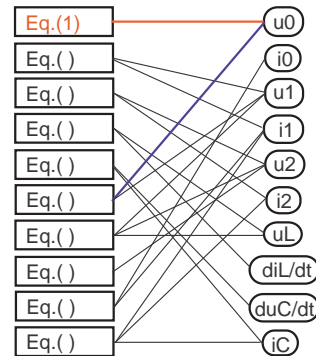 Eq.(1) u0
Eq.( ) i0
Eq.( ) u1
Eq.( ) i1
Eq.( ) u2
Eq.( ) i2
Eq.( ) uL
Eq.( ) diL/dt
Eq.( ) duC/dt
Eq.( ) iC